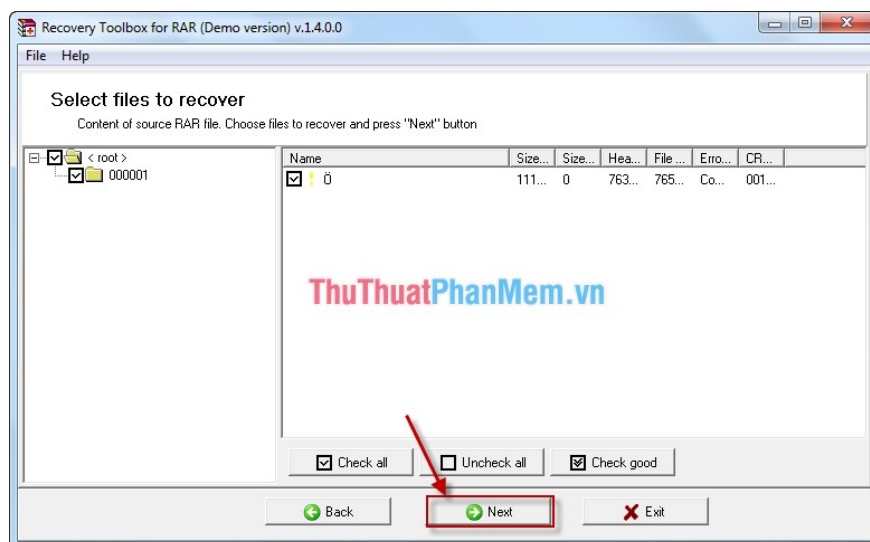 Recovery Toolbox for RAR (Demo version) v.1.4.0.0
File Help
Select files to recover
Content of source RAR file. Choose files to recover and press "Next" button
< root >
000001
Name Size... Size... Hea... File ... Erro... CR...
Ö 111... 0 763... 765... Co... 001...
ThuThuatPhanMem.vn
Check all Uncheck all Check good
Back Next Exit